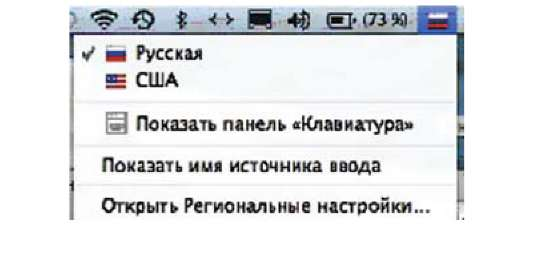 (73 %)
Русская
США
Показать панель «Клавиатура»
Показать имя источника ввода
Открыть Региональные настройки...